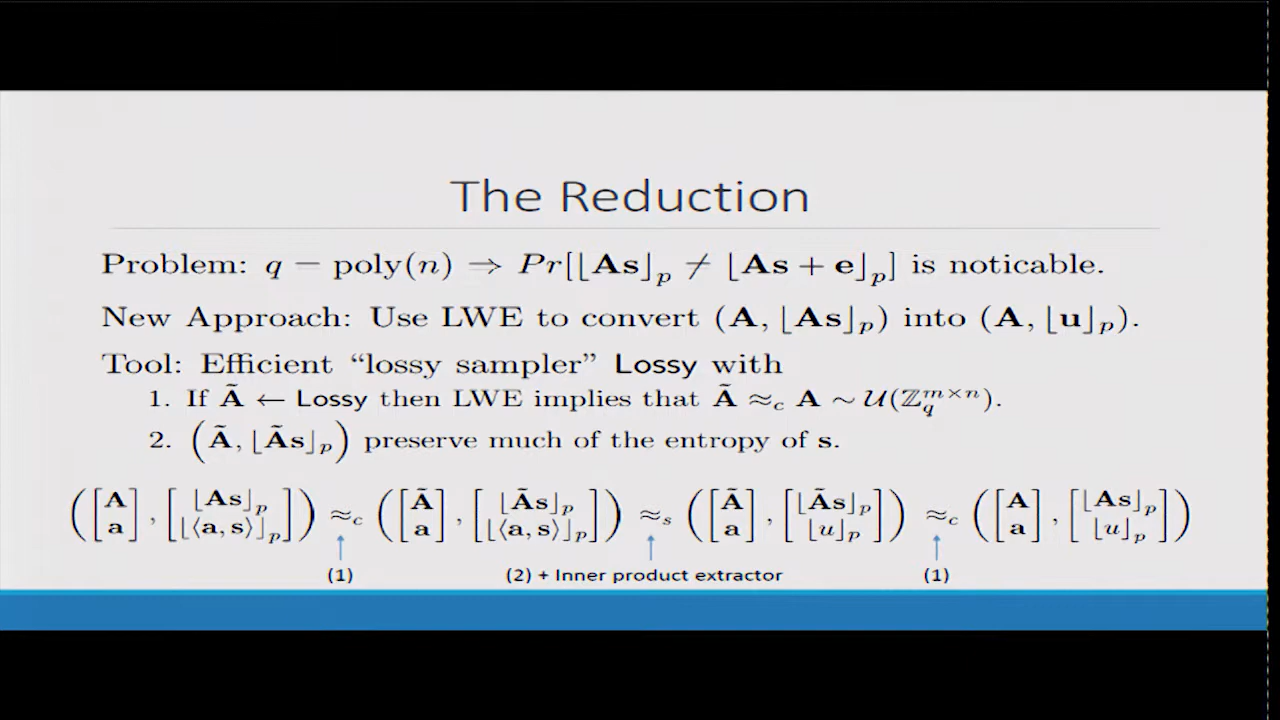 The Reduction
Problem: q − poly(n) ⇒ Pr[⌊As⌋_p ≠ ⌊As + e⌋_p] is noticable.
New Approach: Use LWE to convert (A, ⌊As⌋_p) into (A, ⌊u⌋_p).
Tool: Efficient “lossy sampler” Lossy with
1. If Ã ← Lossy then LWE implies that Ã ≈_c A ∼ 𝒰(ℤ_q^{m×n}).
2. (Ã, ⌊Ãs⌋_p) preserve much of the entropy of s.
([A; a], [⌊As⌋_p; ⌊⟨a, s⟩⌋_p]) ≈_c ([Ã; a], [⌊Ãs⌋_p; ⌊⟨a, s⟩⌋_p]) ≈_s ([Ã; a], [⌊Ãs⌋_p; ⌊u⌋_p]) ≈_c ([A; a], [⌊As⌋_p; ⌊u⌋_p])
(1) (2) + Inner product extractor (1)